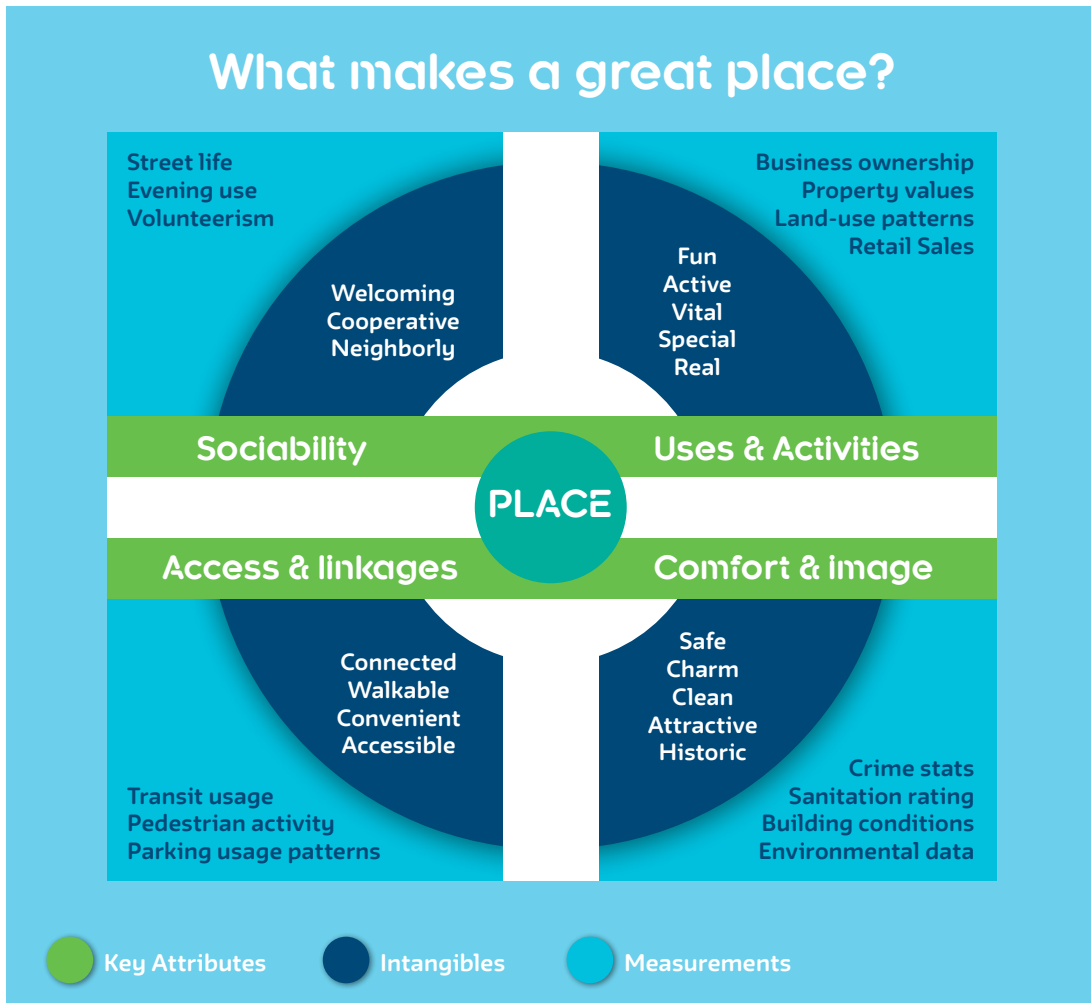 What makes a great place?
Street life
Evening use
Volunteerism
Business ownership
Property values
Land-use patterns
Retail Sales
Welcoming
Cooperative
Neighborly
Fun
Active
Vital
Special
Real
Sociability
Uses & Activities
PLACE
Access & linkages
Comfort & image
Connected
Walkable
Convenient
Accessible
Safe
Charm
Clean
Attractive
Historic
Transit usage
Pedestrian activity
Parking usage patterns
Crime stats
Sanitation rating
Building conditions
Environmental data
Key Attributes
Intangibles
Measurements